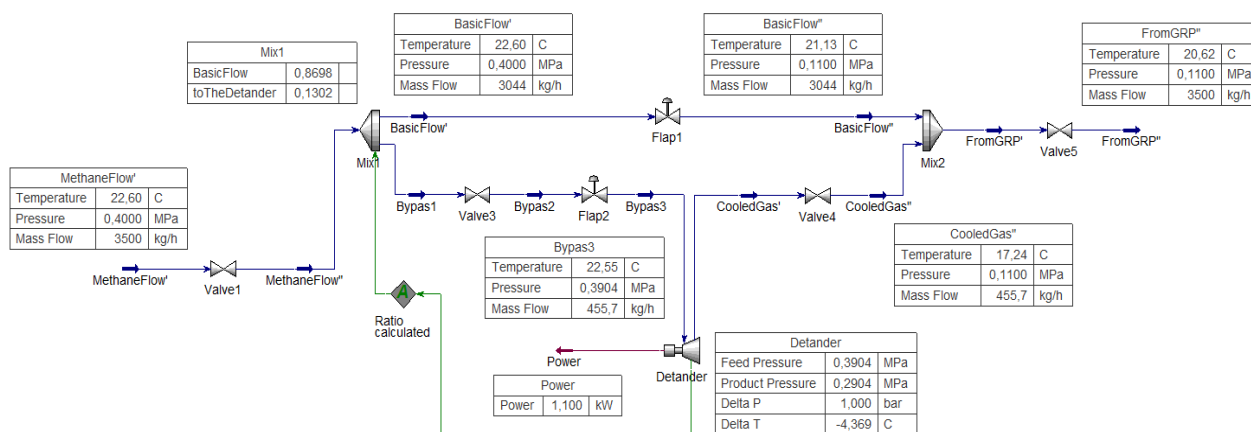 BasicFlow'
Temperature 22,60 C
Pressure 0,4000 MPa
Mass Flow 3044 kg/h
BasicFlow"
Temperature 21,13 C
Pressure 0,1100 MPa
Mass Flow 3044 kg/h
FromGRP"
Temperature 20,62 C
Pressure 0,1100 MPa
Mass Flow 3500 kg/h
Mix1
BasicFlow 0,8698
toTheDetander 0,1302
BasicFlow'
Flap1
BasicFlow"
Mix1
Mix2
FromGRP'
Valve5
FromGRP"
MethaneFlow'
Temperature 22,60 C
Pressure 0,4000 MPa
Mass Flow 3500 kg/h
Bypas1
Valve3
Bypas2
Flap2
Bypas3
CooledGas'
Valve4
CooledGas"
Bypas3
Temperature 22,55 C
Pressure 0,3904 MPa
Mass Flow 455,7 kg/h
CooledGas"
Temperature 17,24 C
Pressure 0,1100 MPa
Mass Flow 455,7 kg/h
MethaneFlow'
Valve1
MethaneFlow"
A
Ratio
calculated
Power
Detander
Power
Power 1,100 kW
Detander
Feed Pressure 0,3904 MPa
Product Pressure 0,2904 MPa
Delta P 1,000 bar
Delta T -4,369 C